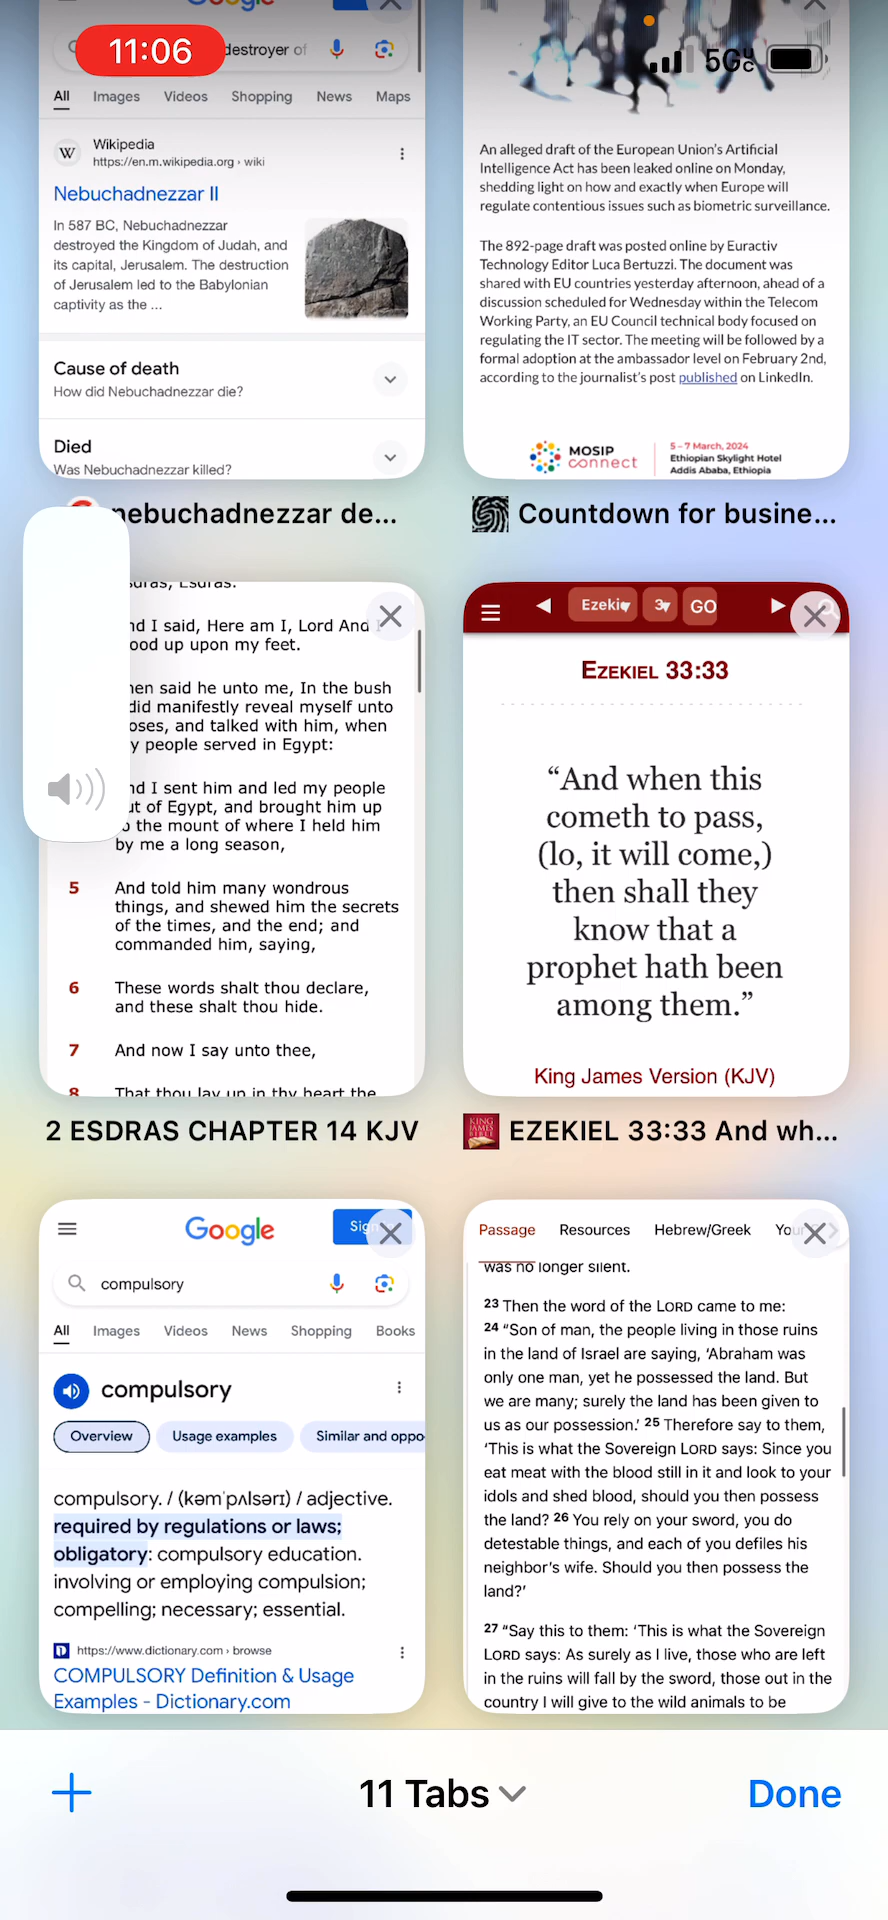 Google
11:06
destroyer of
5G
All Images Videos Shopping News Maps
W
Wikipedia
https://en.m.wikipedia.org › wiki
Nebuchadnezzar II
In 587 BC, Nebuchadnezzar
destroyed the Kingdom of Judah, and
its capital, Jerusalem. The destruction
of Jerusalem led to the Babylonian
captivity as the ...
Cause of death
How did Nebuchadnezzar die?
Died
Was Nebuchadnezzar killed?
nebuchadnezzar de...
An alleged draft of the European Union's Artificial
Intelligence Act has been leaked online on Monday,
shedding light on how and exactly when Europe will
regulate contentious issues such as biometric surveillance.
The 892-page draft was posted online by Euractiv
Technology Editor Luca Bertuzzi. The document was
shared with EU countries yesterday afternoon, ahead of a
discussion scheduled for Wednesday within the Telecom
Working Party, an EU Council technical body focused on
regulating the IT sector. The meeting will be followed by a
formal adoption at the ambassador level on February 2nd,
according to the journalist's post published on LinkedIn.
MOSIP
connect
5 – 7 March, 2024
Ethiopian Skylight Hotel
Addis Ababa, Ethiopia
Countdown for busine...
Esdras.
I said, Here am I, Lord And I
up upon my feet.
said he unto me, In the bush
did manifestly reveal myself unto
and talked with him, when
people served in Egypt:
I sent him and led my people
of Egypt, and brought him up
the mount of where I held him
by me a long season,
5 And told him many wondrous
things, and shewed him the secrets
of the times, and the end; and
commanded him, saying,
6 These words shalt thou declare,
and these shalt thou hide.
7 And now I say unto thee,
8 That thou lay up in thy heart the
2 ESDRAS CHAPTER 14 KJV
Ezeki GO
EZEKIEL 33:33
“And when this
cometh to pass,
(lo, it will come,)
then shall they
know that a
prophet hath been
among them.”
King James Version (KJV)
KING JAMES BIBLE
EZEKIEL 33:33 And wh...
Google
Sign
compulsory
All Images Videos News Shopping Books
compulsory
Overview Usage examples Similar and oppo
compulsory. / (kəmˈpʌlsərɪ) / adjective.
required by regulations or laws;
obligatory: compulsory education.
involving or employing compulsion;
compelling; necessary; essential.
https://www.dictionary.com › browse
COMPULSORY Definition & Usage
Examples - Dictionary.com
Passage Resources Hebrew/Greek
was no longer silent.
23 Then the word of the LORD came to me:
24 “Son of man, the people living in those ruins
in the land of Israel are saying, ‘Abraham was
only one man, yet he possessed the land. But
we are many; surely the land has been given to
us as our possession.’ 25 Therefore say to them,
‘This is what the Sovereign LORD says: Since you
eat meat with the blood still in it and look to your
idols and shed blood, should you then possess
the land? 26 You rely on your sword, you do
detestable things, and each of you defiles his
neighbor’s wife. Should you then possess the
land?’
27 “Say this to them: ‘This is what the Sovereign
LORD says: As surely as I live, those who are left
in the ruins will fall by the sword, those out in the
country I will give to the wild animals to be
11 Tabs
Done